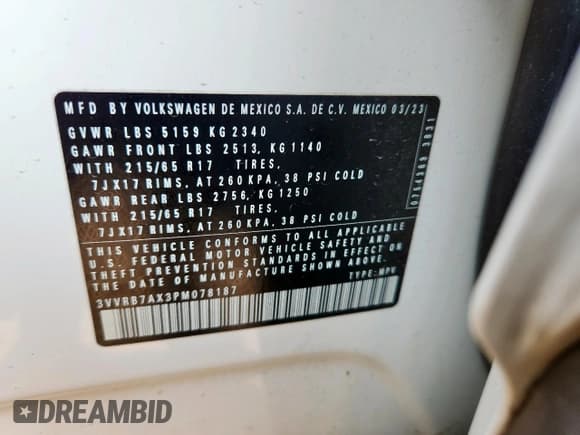 MFD BY VOLKSWAGEN DE MEXICO S.A. DE C.V. MEXICO 03/23
GVWR LBS 5159 KG 2340
GAWR FRONT LBS 2513, KG 1140
WITH 215/65 R17 TIRES,
7JX17 RIMS, AT 260 KPA, 38 PSI COLD
GAWR REAR LBS 2756, KG 1250
WITH 215/65 R17 TIRES,
7JX17 RIMS, AT 260 KPA, 38 PSI COLD
THIS VEHICLE CONFORMS TO ALL APPLICABLE
U.S. FEDERAL MOTOR VEHICLE SAFETY AND
THEFT PREVENTION STANDARDS IN EFFECT ON
THE DATE OF MANUFACTURE SHOWN ABOVE.
3VVRB7AX3PM078187 TYPE: MPV
DREAMBID